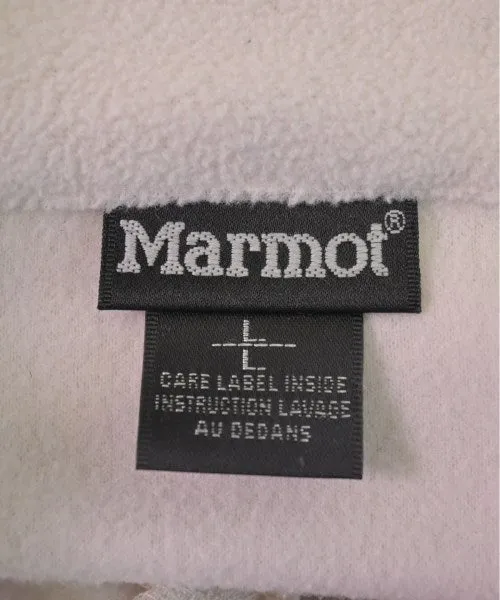 Marmot®
L
CARE LABEL INSIDE
INSTRUCTION LAVAGE
AU DEDANS